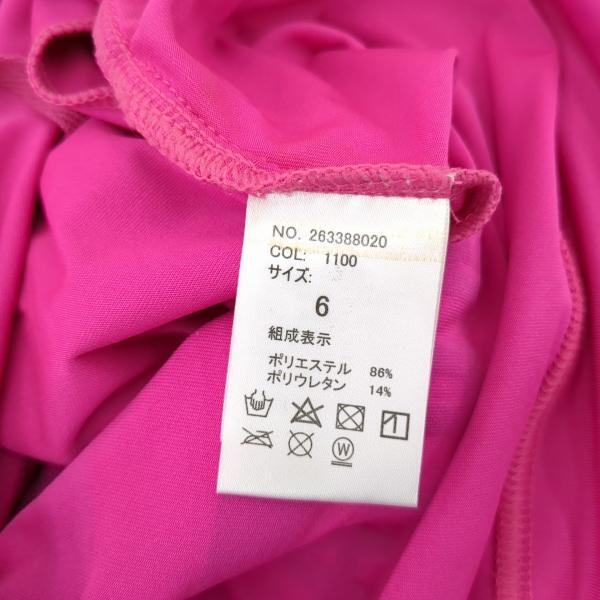 NO. 263388020
COL: 1100
サイズ:
6
組成表示
ポリエステル 86%
ポリウレタン 14%
W